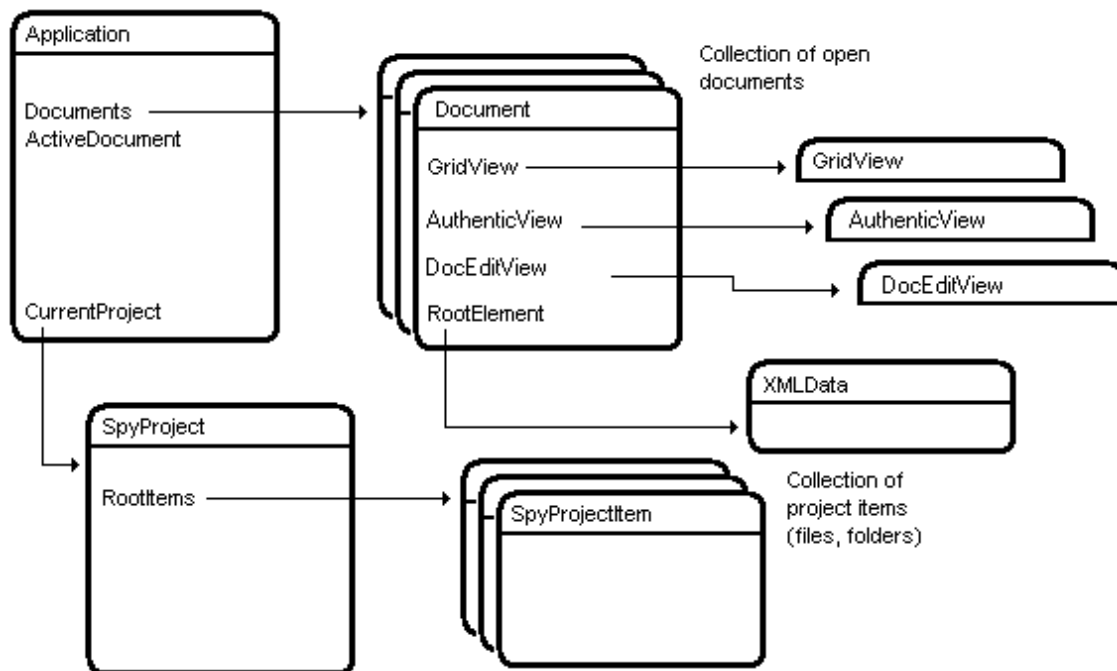 Application
Documents
ActiveDocument
CurrentProject
Collection of open
documents
Document
GridView
AuthenticView
DocEditView
RootElement
GridView
AuthenticView
DocEditView
XMLData
SpyProject
RootItems
SpyProjectItem
Collection of
project items
(files, folders)